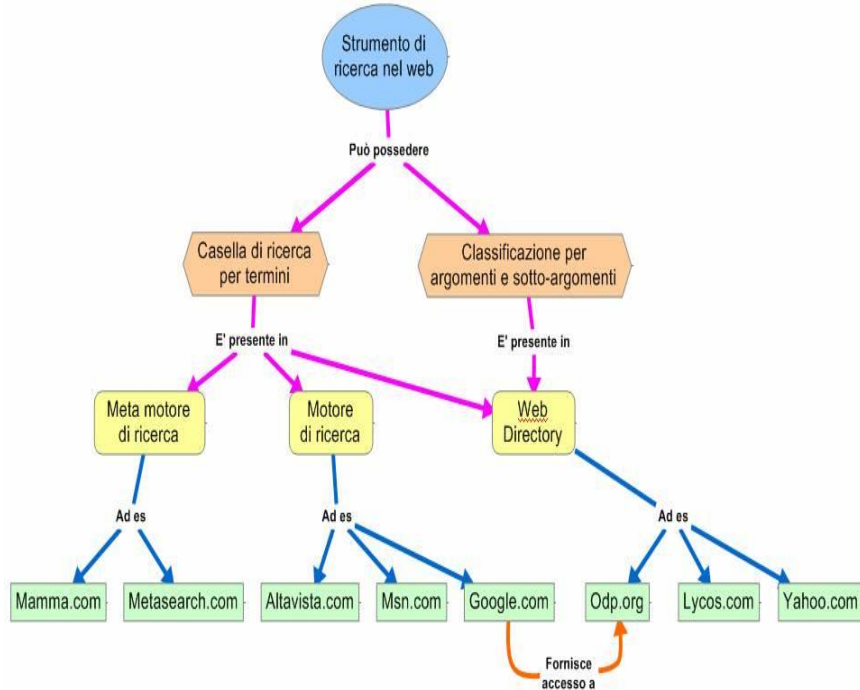 Strumento di
ricerca nel web
Può possedere
Casella di ricerca
per termini
Classificazione per
argomenti e sotto-argomenti
E' presente in
E' presente in
Meta motore
di ricerca
Motore
di ricerca
Web
Directory
Ad es
Ad es
Ad es
Mamma.com
Metasearch.com
Altavista.com
Msn.com
Google.com
Odp.org
Lycos.com
Yahoo.com
Fornisce
accesso a